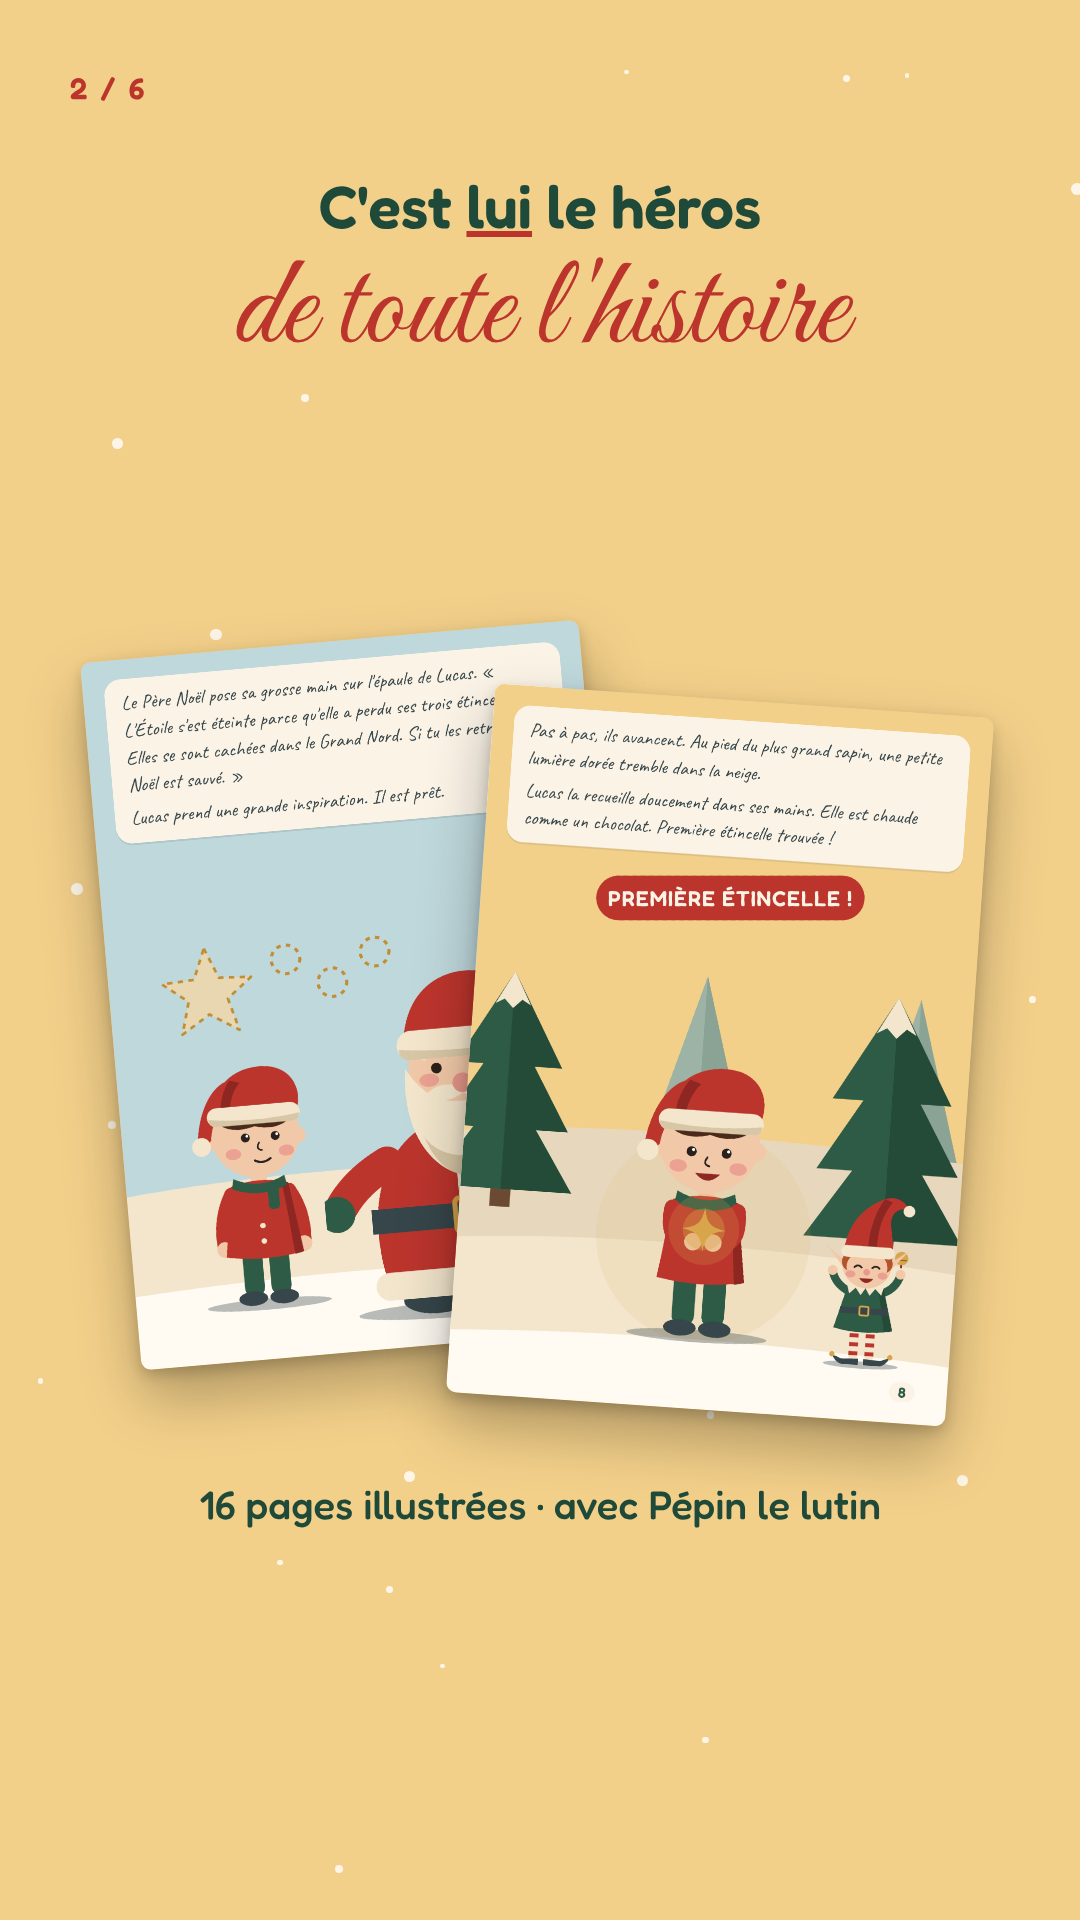 2 / 6
C'est lui le héros
de toute l'histoire
Le Père Noël pose sa grosse main sur l'épaule de Lucas. «
L'Étoile s'est éteinte parce qu'elle a perdu ses trois
Elles se sont cachées dans le Grand Nord. Si tu les
Noël est sauvé. »
Lucas prend une grande inspiration. Il est prêt.
Pas à pas, ils avancent. Au pied du plus grand sapin, une petite
lumière dorée tremble dans la neige.
Lucas la recueille doucement dans ses mains. Elle est chaude
comme un chocolat. Première étincelle trouvée !
PREMIÈRE ÉTINCELLE !
8
16 pages illustrées · avec Pépin le lutin